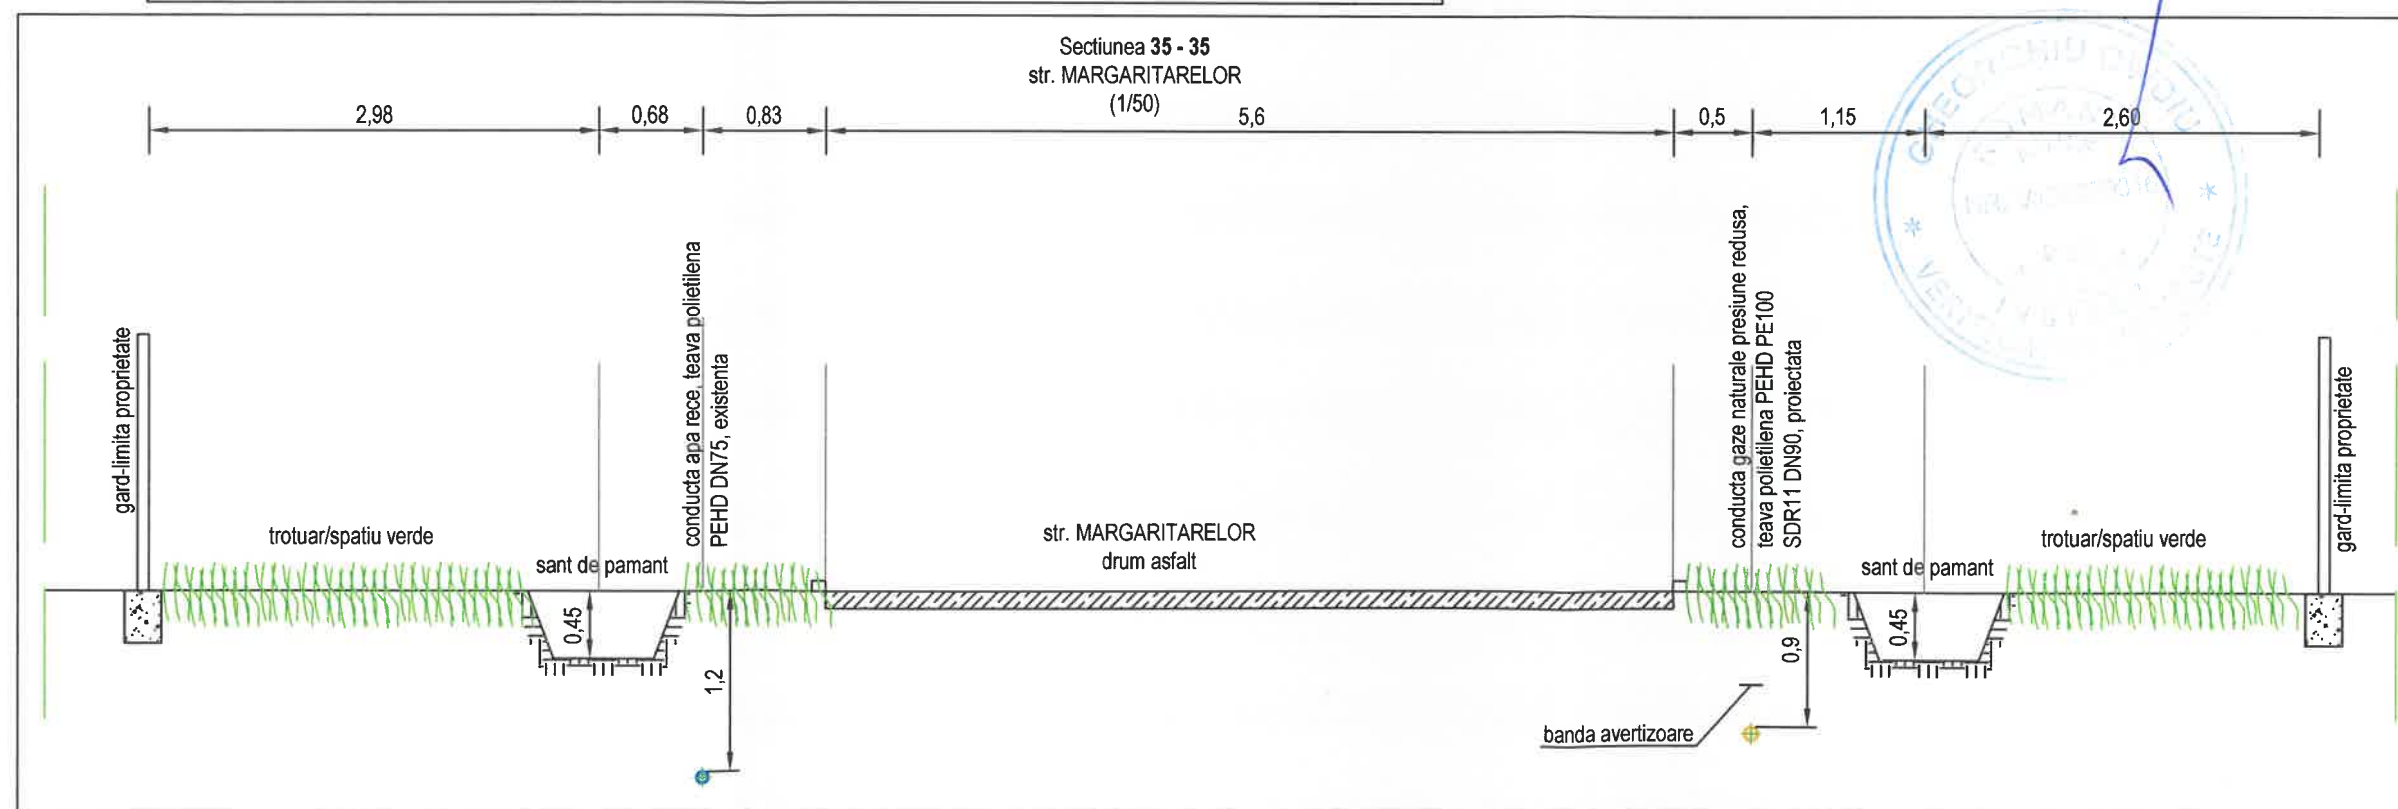 Sectiunea 35 - 35
str. MARGARITARELOR
(1/50)
2,98
0,68
0,83
5,6
0,5
1,15
2,60
gard-limita proprietate
trotuar/spatiu verde
sant de pamant
conducta apa rece, teava polietilena
PEHD DN75, existenta
str. MARGARITARELOR
drum asfalt
conducta gaze naturale presiune redusa,
teava polietilena PEHD PE100
SDR11 DN90, proiectata
sant de pamant
trotuar/spatiu verde
gard-limita proprietate
0,45
1,2
0,9
0,45
banda avertizoare
GHEORGHIU